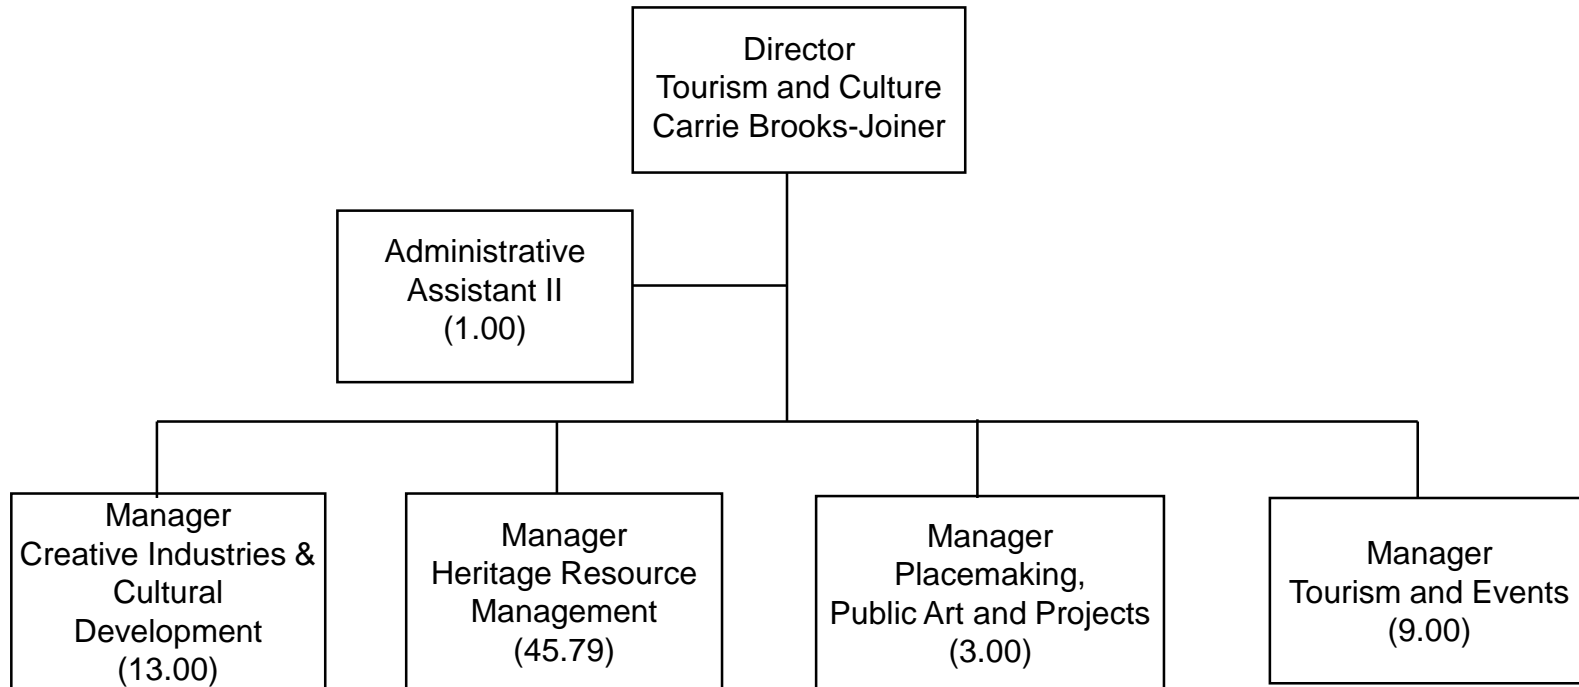 Director
Tourism and Culture
Carrie Brooks-Joiner
Administrative
Assistant II
(1.00)
Manager
Creative Industries &
Cultural
Development
(13.00)
Manager
Heritage Resource
Management
(45.79)
Manager
Placemaking,
Public Art and Projects
(3.00)
Manager
Tourism and Events
(9.00)